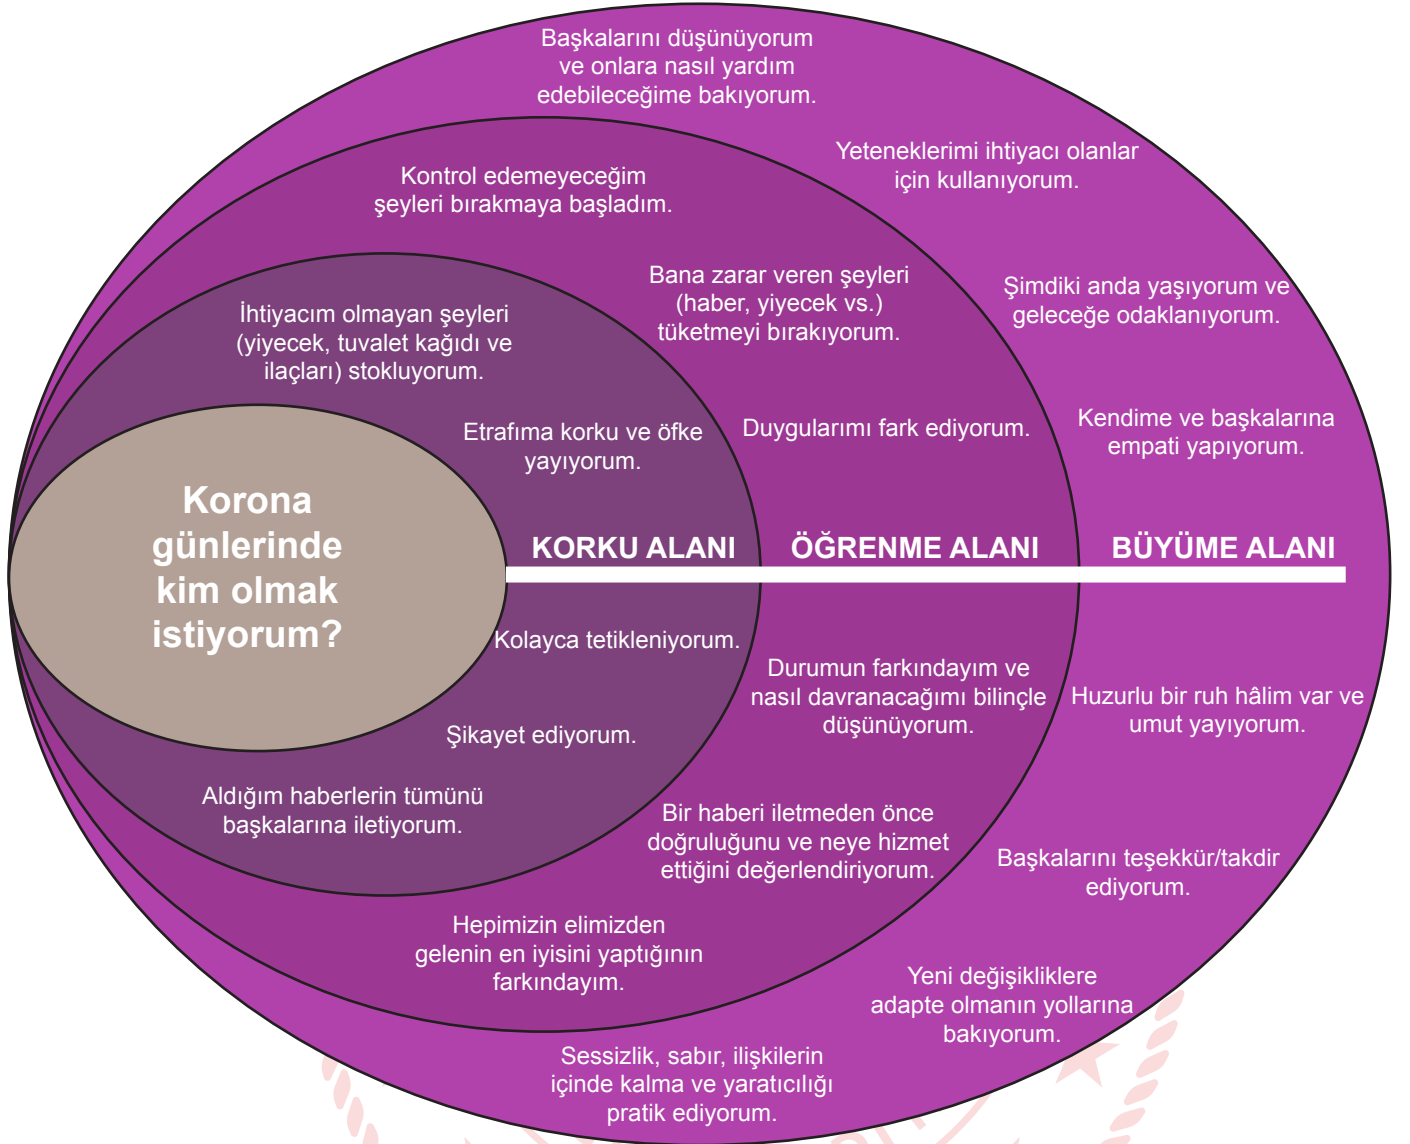 Başkalarını düşünüyorum
ve onlara nasıl yardım
edebileceğime bakıyorum.
Yeteneklerimi ihtiyacı olanlar
için kullanıyorum.
Şimdiki anda yaşıyorum ve
geleceğe odaklanıyorum.
Kendime ve başkalarına
empati yapıyorum.
Kontrol edemeyeceğim
şeyleri bırakmaya başladım.
Bana zarar veren şeyleri
(haber, yiyecek vs.)
tüketmeyi bırakıyorum.
Duygularımı fark ediyorum.
İhtiyacım olmayan şeyleri
(yiyecek, tuvalet kağıdı ve
ilaçları) stokluyorum.
Etrafıma korku ve öfke
yayıyorum.
Korona
günlerinde
kim olmak
istiyorum?
KORKU ALANI
ÖĞRENME ALANI
BÜYÜME ALANI
Kolayca tetikleniyorum.
Şikayet ediyorum.
Aldığım haberlerin tümünü
başkalarına iletiyorum.
Durumun farkındayım ve
nasıl davranacağımı bilinçle
düşünüyorum.
Bir haberi iletmeden önce
doğruluğunu ve neye hizmet
ettiğini değerlendiriyorum.
Hepimizin elimizden
gelenin en iyisini yaptığının
farkındayım.
Huzurlu bir ruh hâlim var ve
umut yayıyorum.
Başkalarını teşekkür/takdir
ediyorum.
Yeni değişikliklere
adapte olmanın yollarına
bakıyorum.
Sessizlik, sabır, ilişkilerin
içinde kalma ve yaratıcılığı
pratik ediyorum.